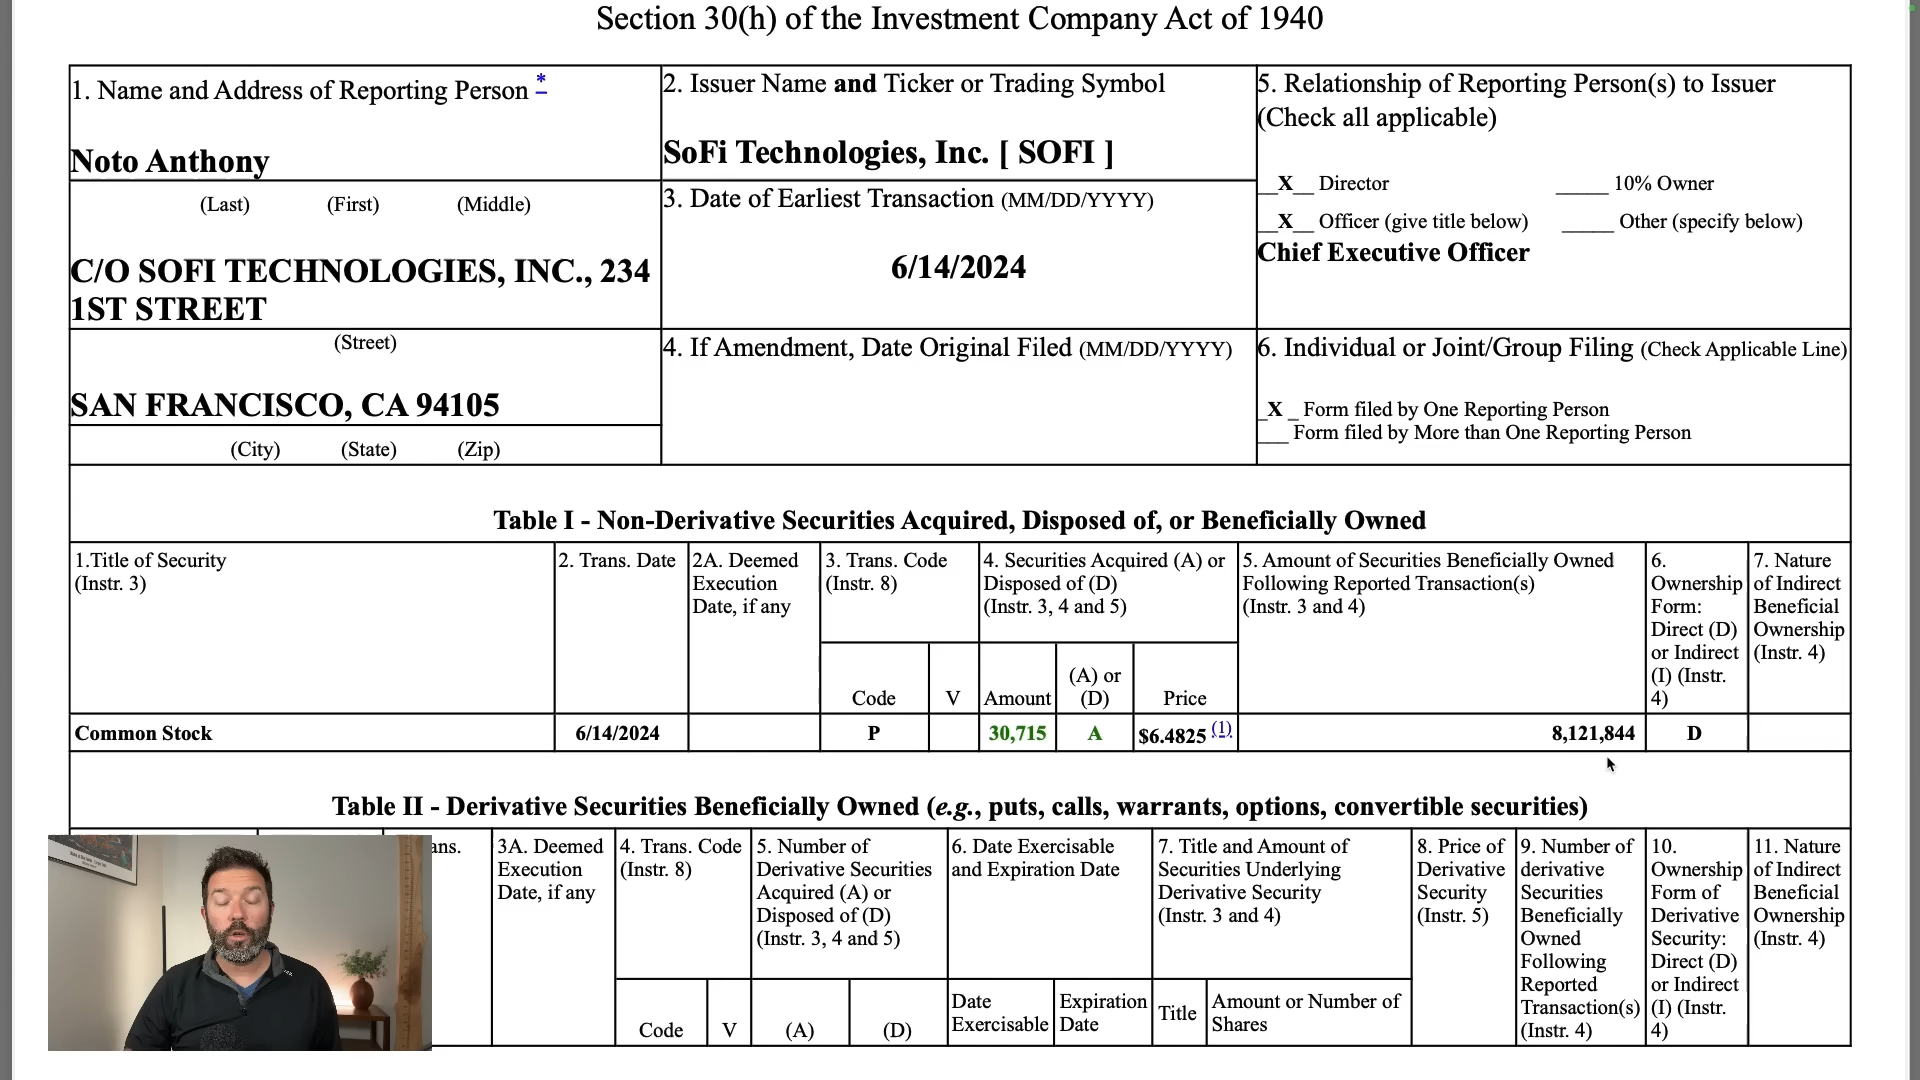 Section 30(h) of the Investment Company Act of 1940
1. Name and Address of Reporting Person *
Noto Anthony
(Last) (First) (Middle)
C/O SOFI TECHNOLOGIES, INC., 234
1ST STREET
(Street)
SAN FRANCISCO, CA 94105
(City) (State) (Zip)
2. Issuer Name and Ticker or Trading Symbol
SoFi Technologies, Inc. [ SOFI ]
3. Date of Earliest Transaction (MM/DD/YYYY)
6/14/2024
4. If Amendment, Date Original Filed (MM/DD/YYYY)
5. Relationship of Reporting Person(s) to Issuer
(Check all applicable)
__X__ Director _____ 10% Owner
__X__ Officer (give title below) _____ Other (specify below)
Chief Executive Officer
6. Individual or Joint/Group Filing (Check Applicable Line)
_X _ Form filed by One Reporting Person
___ Form filed by More than One Reporting Person
Table I - Non-Derivative Securities Acquired, Disposed of, or Beneficially Owned
1.Title of Security
(Instr. 3)
2. Trans. Date
2A. Deemed
Execution
Date, if any
3. Trans. Code
(Instr. 8)
4. Securities Acquired (A) or
Disposed of (D)
(Instr. 3, 4 and 5)
5. Amount of Securities Beneficially Owned
Following Reported Transaction(s)
(Instr. 3 and 4)
6.
Ownership
Form:
Direct (D)
or Indirect
(I) (Instr.
4)
7. Nature
of Indirect
Beneficial
Ownership
(Instr. 4)
Code V Amount (A) or
(D) Price
Common Stock 6/14/2024 P 30,715 A $6.4825 (1) 8,121,844 D
Table II - Derivative Securities Beneficially Owned (e.g., puts, calls, warrants, options, convertible securities)
3A. Deemed
Execution
Date, if any
4. Trans. Code
(Instr. 8)
5. Number of
Derivative Securities
Acquired (A) or
Disposed of (D)
(Instr. 3, 4 and 5)
6. Date Exercisable
and Expiration Date
7. Title and Amount of
Securities Underlying
Derivative Security
(Instr. 3 and 4)
8. Price of
Derivative
Security
(Instr. 5)
9. Number of
derivative
Securities
Beneficially
Owned
Following
Reported
Transaction(s)
(Instr. 4)
10.
Ownership
Form of
Derivative
Security:
Direct (D)
or Indirect
(I) (Instr.
4)
11. Nature
of Indirect
Beneficial
Ownership
(Instr. 4)
Code V (A) (D)
Date
Exercisable
Expiration
Date
Title
Amount or Number of
Shares